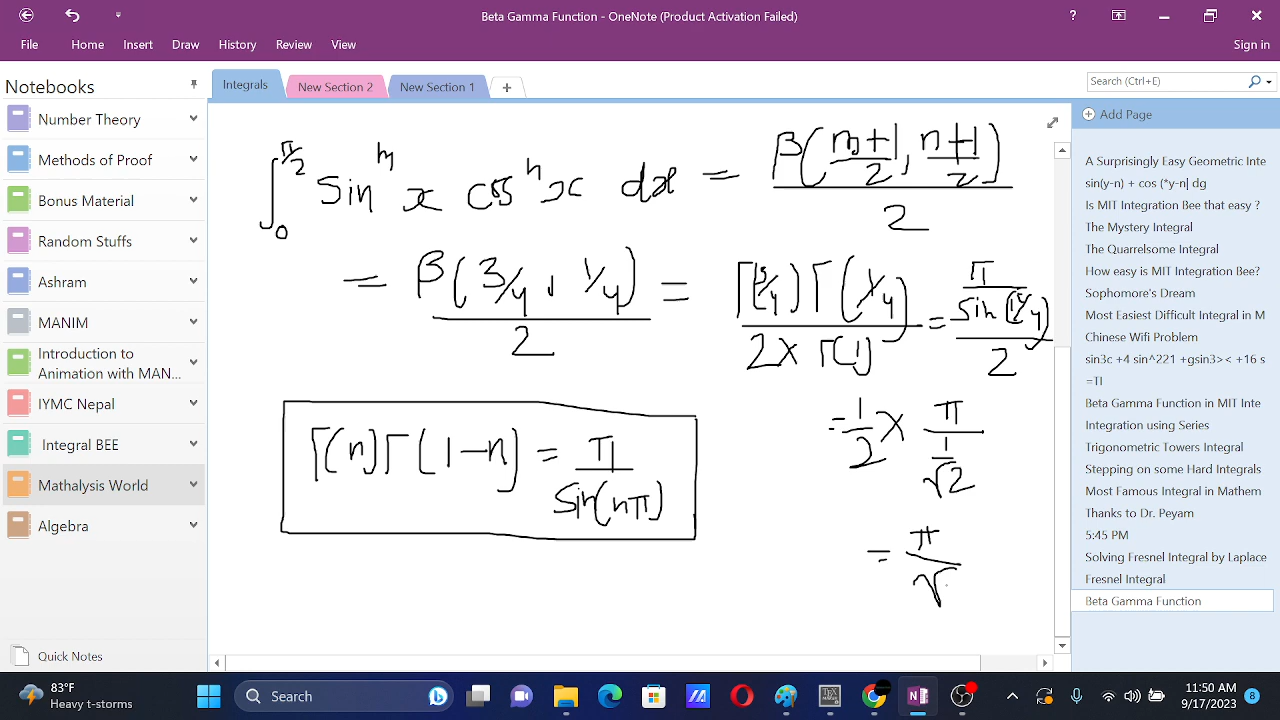 Beta Gamma Function - OneNote (Product Activation Failed)
?
File Home Insert Draw History Review View
Sign in
Notebooks
Integrals New Section 2 New Section 1 +
Search (Ctrl+E)
Number Theory
Methods of Proof
Bonus Material
Random Stuffs
Ashram
MANIM
Introduction to
Animation with MAN...
IYMC Nepal
Integral BEE
Mathalysis World
Algebra
Quick Notes
∫_0^{π/2} sin^m x cos^n x dx = β((m+1)/2, (n+1)/2)/2
= β(3/4, 1/4)/2 = Γ(3/4)Γ(1/4)/(2×Γ(1)) = (π/sin(π/4))/2
= 1/2 × π/(1/√2)
Γ(n)Γ(1-n) = π/sin(nπ)
= π/√
Add Page
A Surprisingly Easy Geometric Inte
sin(y-n) + cos (*y-n] dn dc
Is MIT Integration Bee that easy ?
The Mystery Integral
The Quarrelsome Integral
How easy is MIT Integration Bee?
Sophomore's Dream
Most Easiest Difficult Integral in M
Chinese Wifi Problem
sin3c +4 sin^221 +gsin3>< +16 s
=TI
Beta Gamma Function in MIT Inte
Integration using Series
Trigonometric Towers Integral
Stepping on some Hard Integrals
Most Famous Integral in Mathem
Thanks to Dr. Peyam
5:45 PM
Solving Fresnel Integral by Laplace
Fresnel Integral
Beta Gamma Function
83°F
Heavy t-storms
Search
11:50 AM
9/17/2023
8